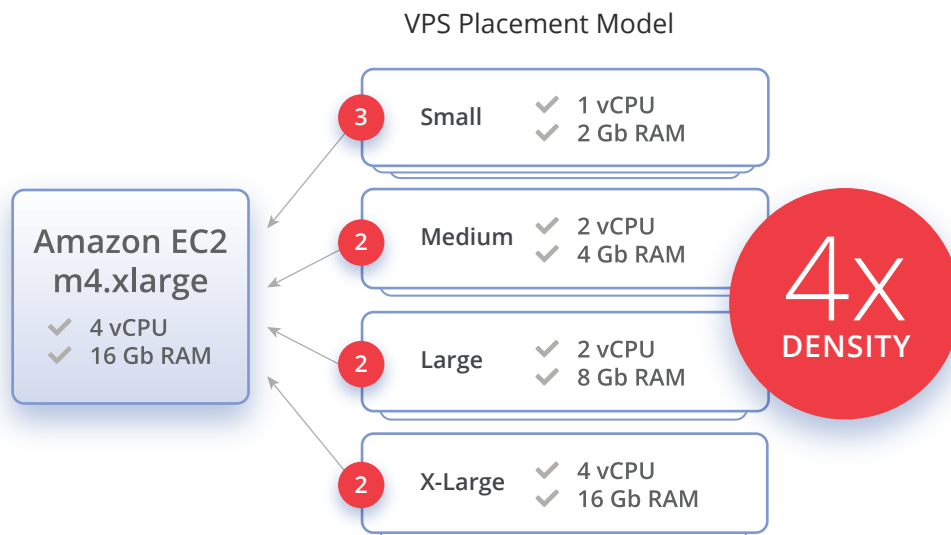 VPS Placement Model
Amazon EC2
m4.xlarge
4 vCPU
16 Gb RAM
3
Small
1 vCPU
2 Gb RAM
2
Medium
2 vCPU
4 Gb RAM
2
Large
2 vCPU
8 Gb RAM
2
X-Large
4 vCPU
16 Gb RAM
4x
DENSITY